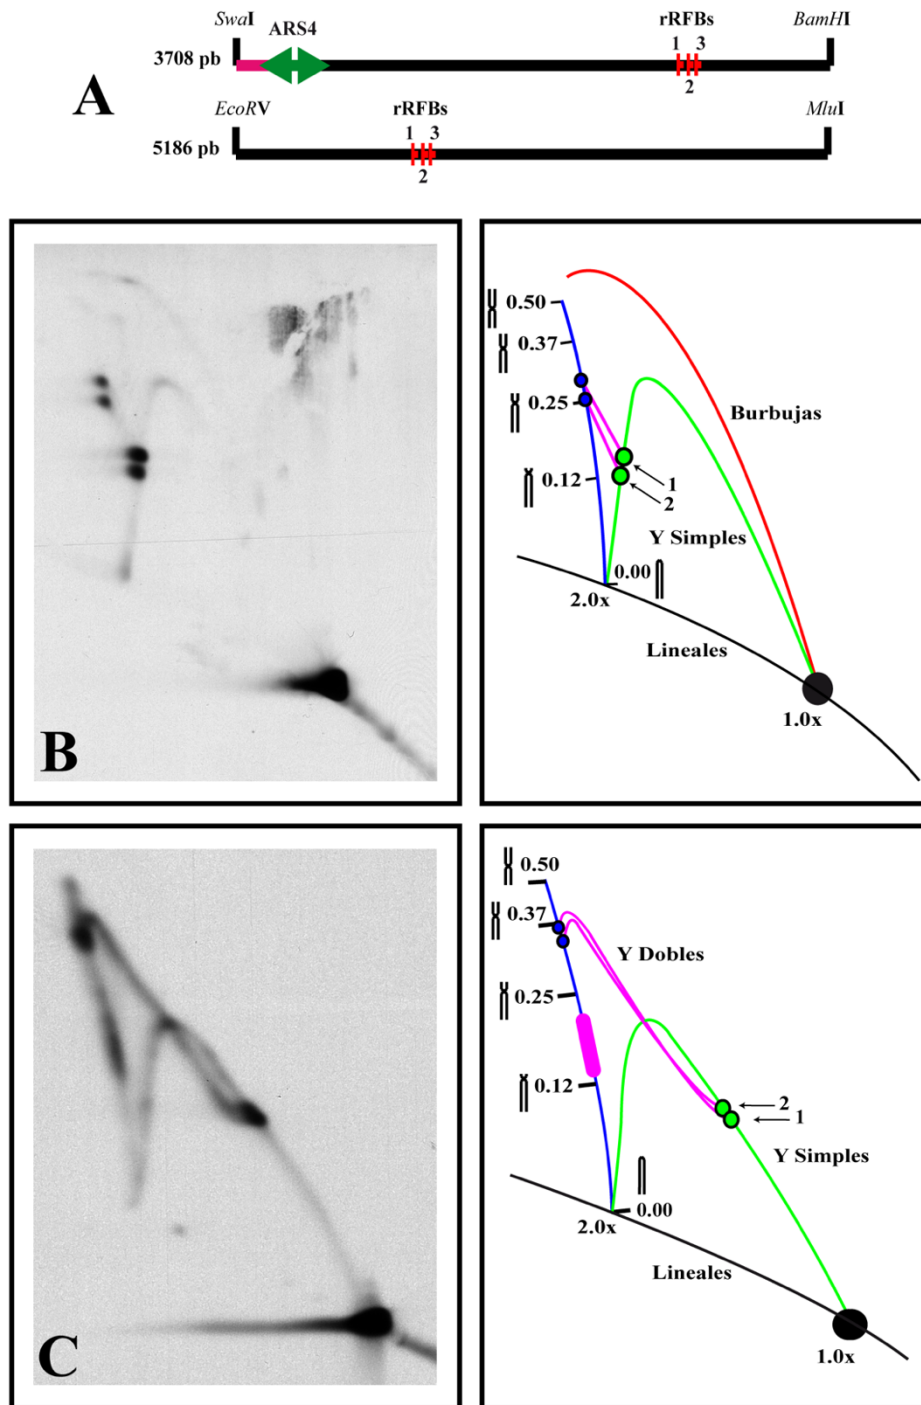 SwaI ARS4 rRFBs BamHI
1 3
3708 pb
2
A
EcoRV rRFBs MluI
1 3
5186 pb
2
B
0.50
0.37
0.25
Burbujas
0.12
1
2
Y Simples
0.00
2.0x
Lineales
1.0x
C
0.50
0.37
Y Dobles
0.25
2
0.12
1
Y Simples
0.00
2.0x
Lineales
1.0x